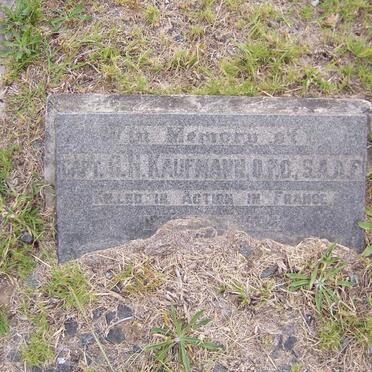 In Memory of
CAPT. G. H. KAUFMANN, D.F.C., S.A.A.F.
KILLED IN ACTION IN FRANCE